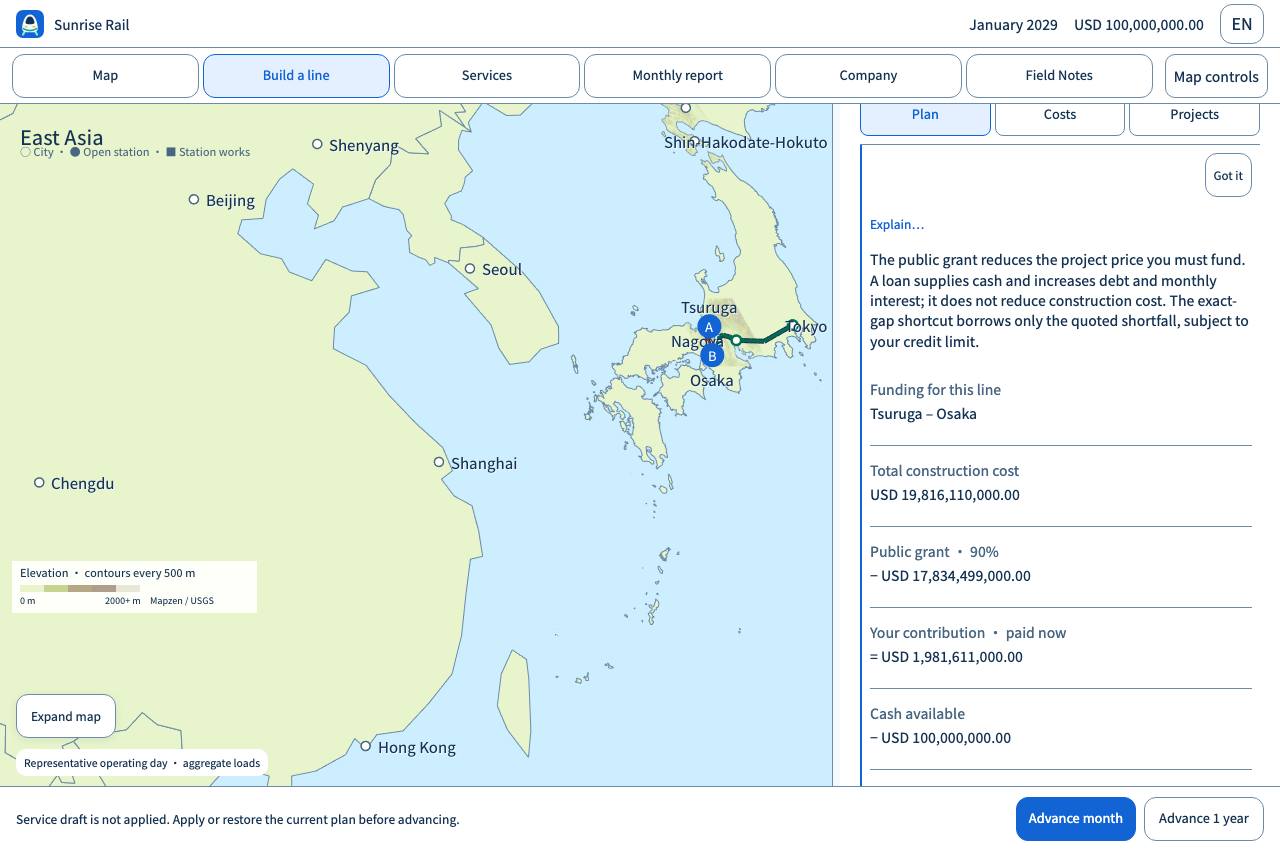 Sunrise Rail
January 2029
USD 100,000,000.00
EN
Map
Build a line
Services
Monthly report
Company
Field Notes
Map controls
East Asia
City • Open station • Station works
Shenyang
Beijing
Seoul
Shin-Hakodate-Hokuto
Tsuruga
A
Tokyo
Nagoya
B
Osaka
Shanghai
Chengdu
Hong Kong
Elevation • contours every 500 m
0 m
2000+ m
Mapzen / USGS
Expand map
Representative operating day • aggregate loads
Plan
Costs
Projects
Got it
Explain…
The public grant reduces the project price you must fund.
A loan supplies cash and increases debt and monthly
interest; it does not reduce construction cost. The exact-
gap shortcut borrows only the quoted shortfall, subject to
your credit limit.
Funding for this line
Tsuruga – Osaka
Total construction cost
USD 19,816,110,000.00
Public grant • 90%
− USD 17,834,499,000.00
Your contribution • paid now
= USD 1,981,611,000.00
Cash available
− USD 100,000,000.00
Service draft is not applied. Apply or restore the current plan before advancing.
Advance month
Advance 1 year